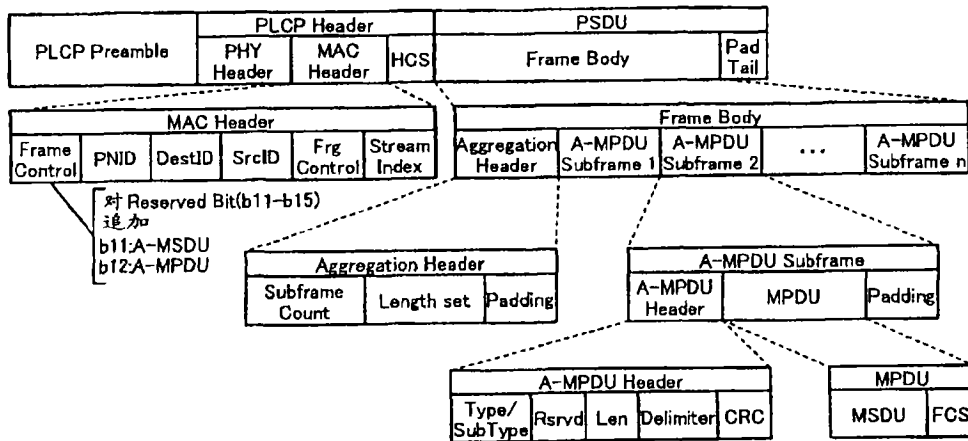 PLCP Preamble
PLCP Header
PSDU
PHY Header
MAC Header
HCS
Frame Body
Pad Tail
MAC Header
Frame Control
PNID
DestID
SrcID
Frg Control
Stream Index
Frame Body
Aggregation Header
A-MPDU Subframe 1
A-MPDU Subframe 2
...
A-MPDU Subframe n
对 Reserved Bit(b11-b15)
追加
b11:A-MSDU
b12:A-MPDU
Aggregation Header
Subframe Count
Length set
Padding
A-MPDU Subframe
A-MPDU Header
MPDU
Padding
A-MPDU Header
Type/ SubType
Rsrvd
Len
Delimiter
CRC
MPDU
MSDU
FCS